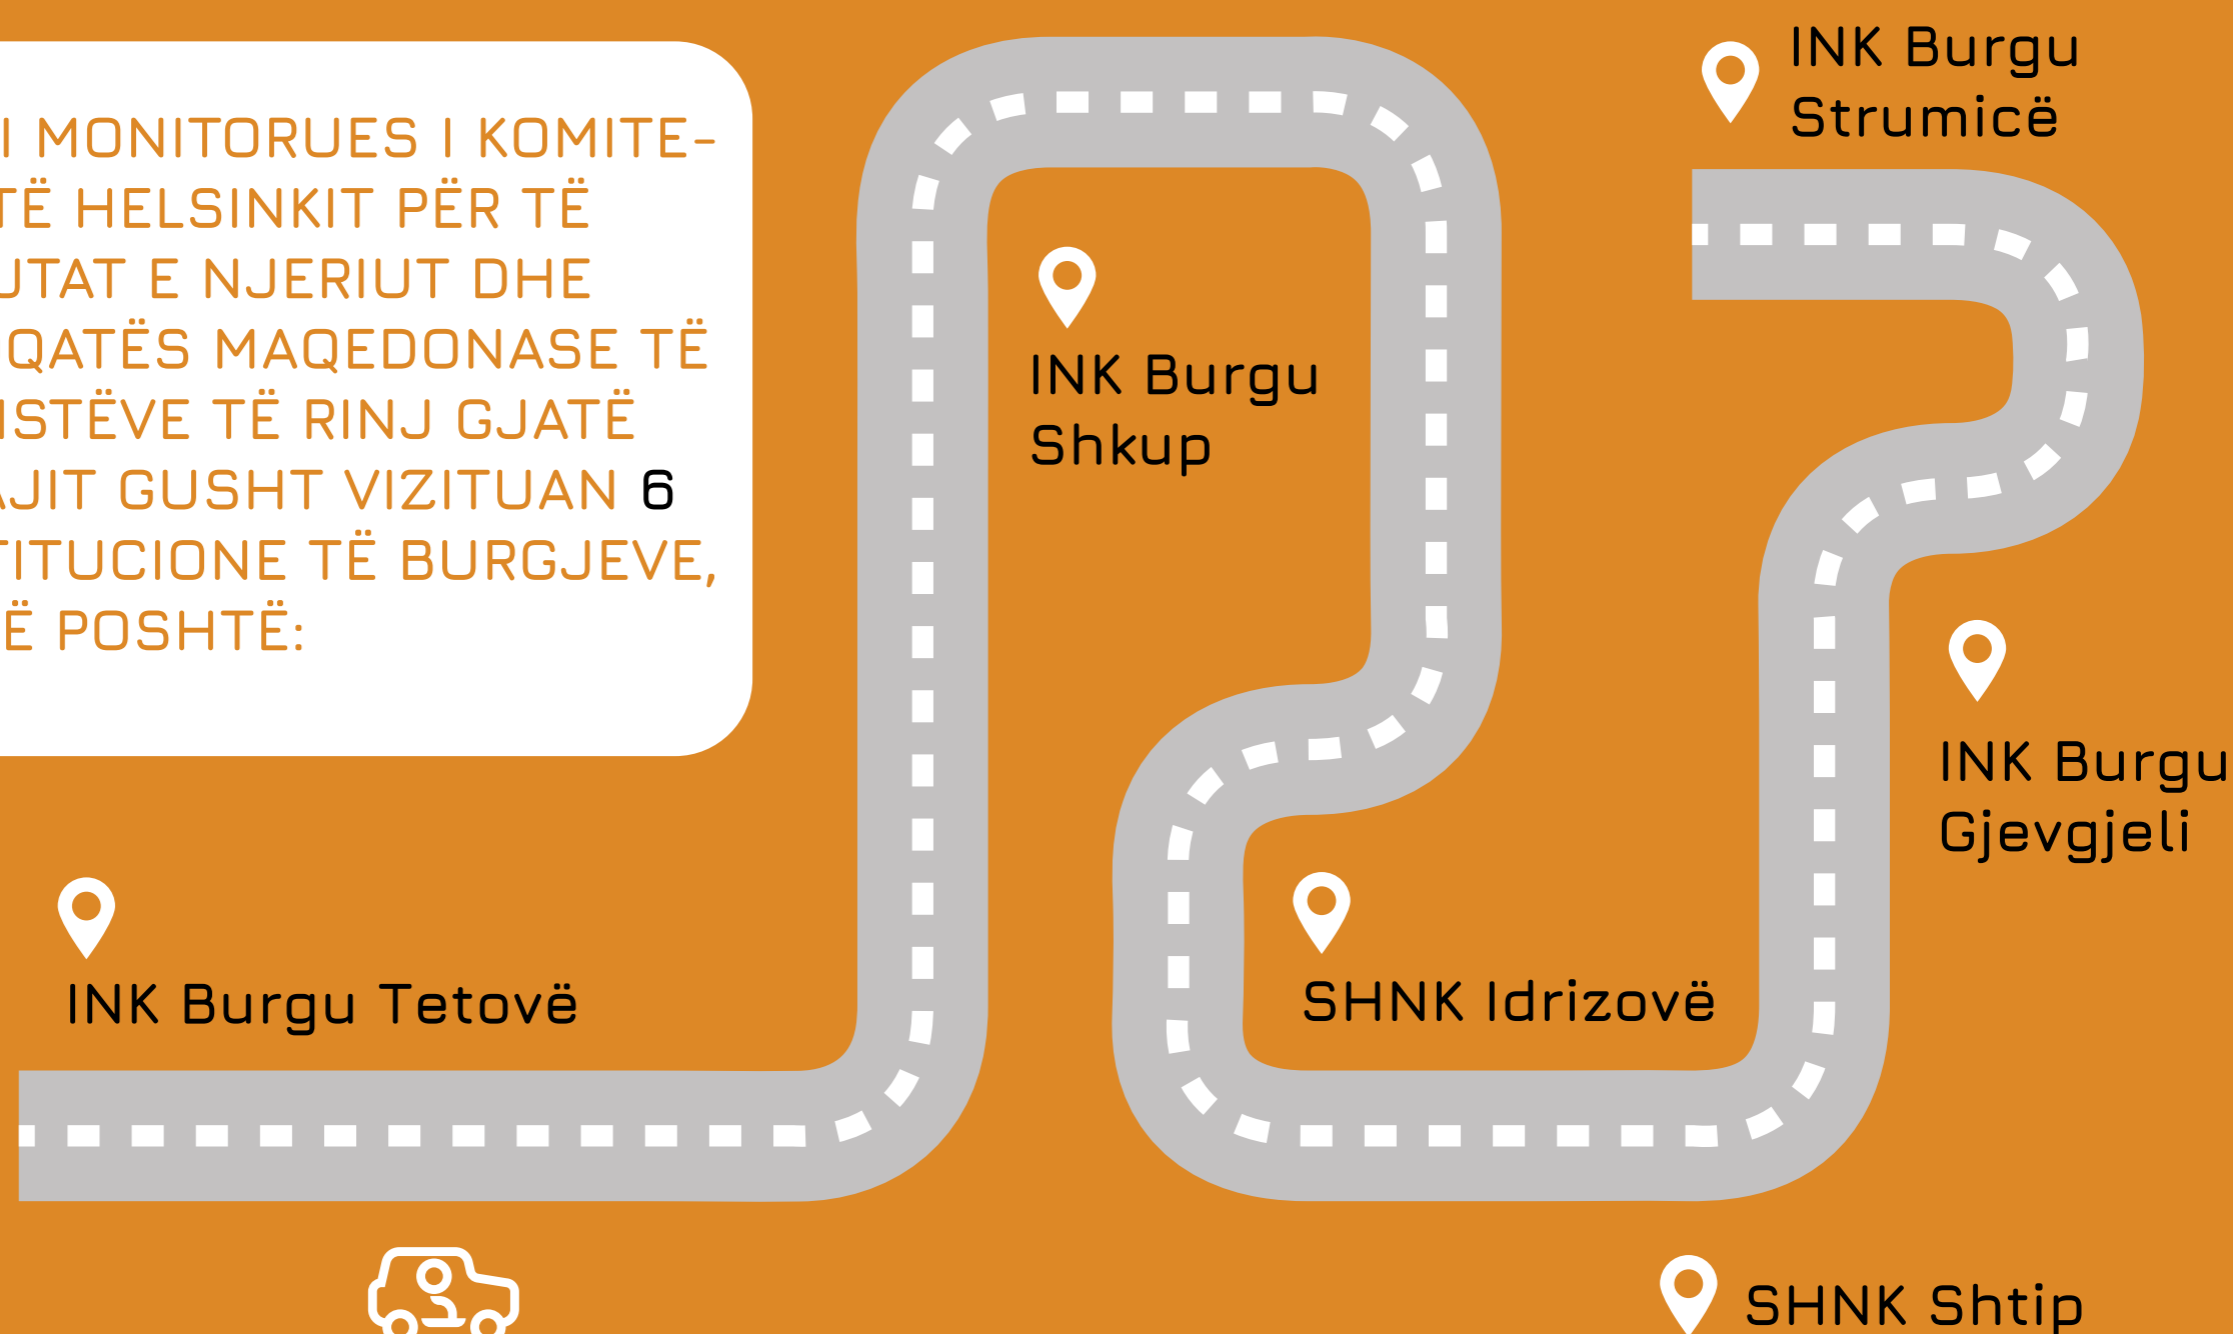 I MONITORUES I KOMITE-
TË HELSINKIT PËR TË
UTAT E NJERIUT DHE
QATËS MAQEDONASE TË
ISTËVE TË RINJ GJATË
AJIT GUSHT VIZITUAN 6
TITUCIONE TË BURGJEVE,
Ë POSHTË:
INK Burgu Tetovë
INK Burgu
Shkup
SHNK Idrizovë
INK Burgu
Strumicë
INK Burgu
Gjevgjeli
SHNK Shtip